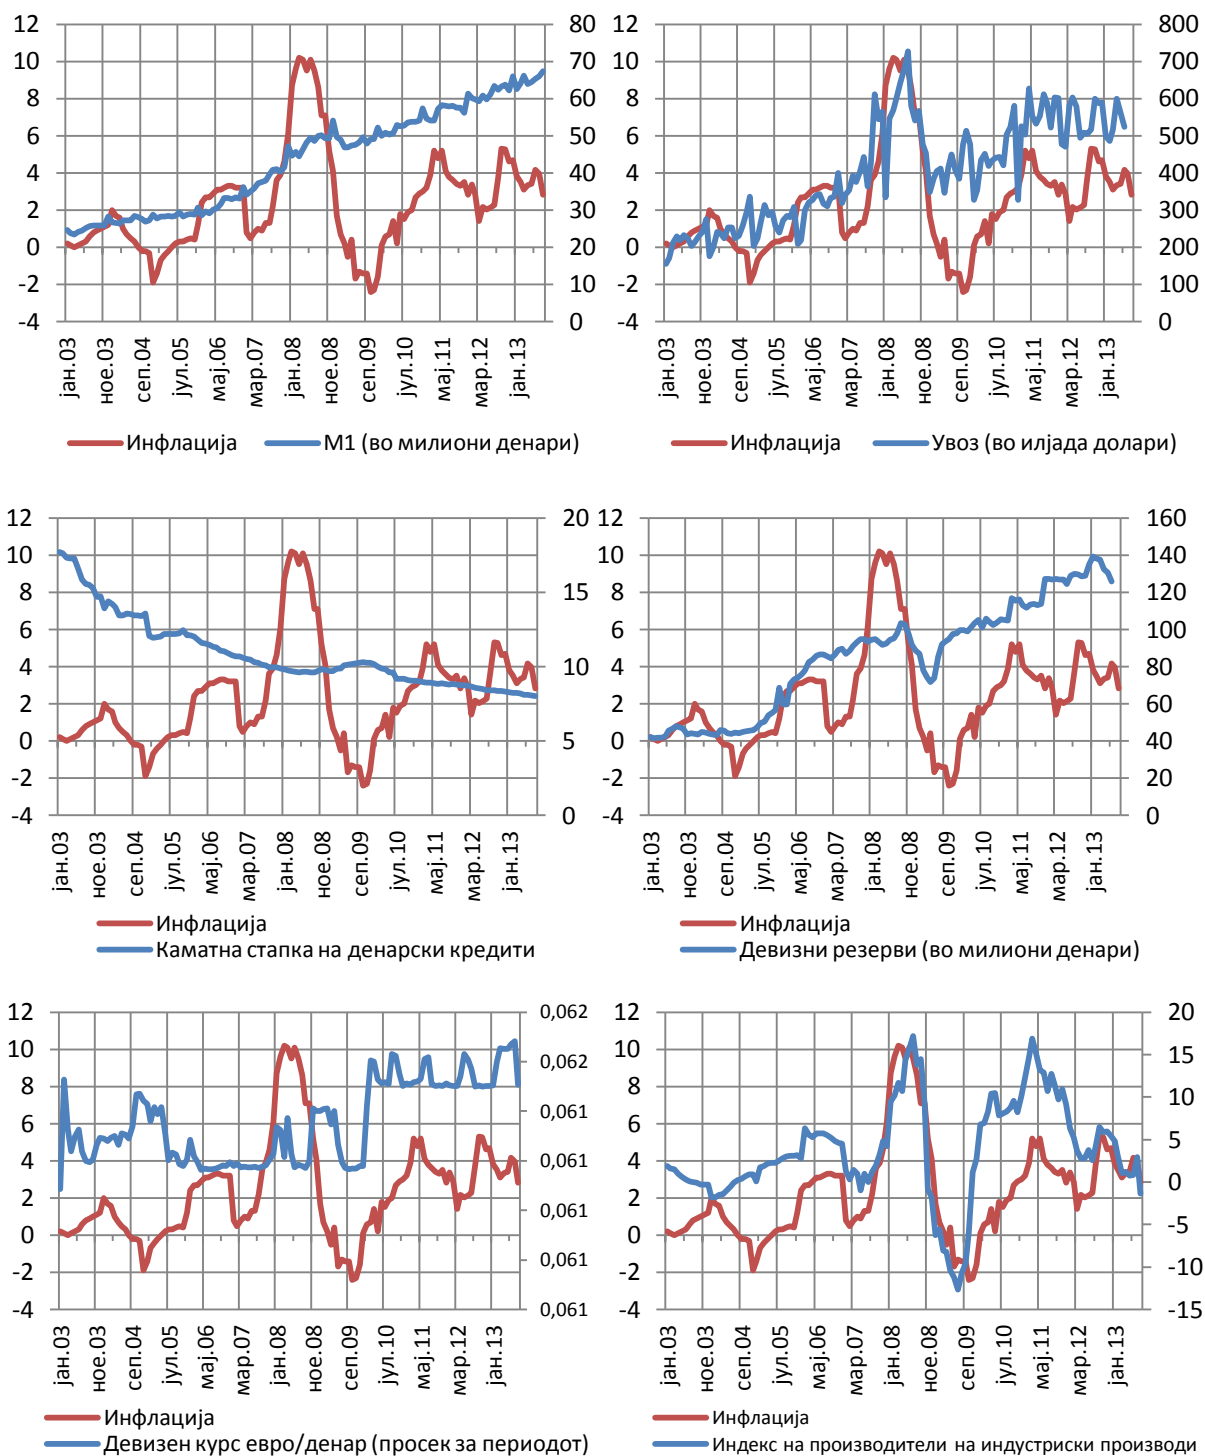 12
10
8
6
4
2
0
-2
-4
80
70
60
50
40
30
20
10
0
јан.03
ное.03
сеп.04
јул.05
мај.06
мар.07
јан.08
ное.08
сеп.09
јул.10
мај.11
мар.12
јан.13
Инфлација
М1 (во милиони денари)
12
10
8
6
4
2
0
-2
-4
800
700
600
500
400
300
200
100
0
јан.03
ное.03
сеп.04
јул.05
мај.06
мар.07
јан.08
ное.08
сеп.09
јул.10
мај.11
мар.12
јан.13
Инфлација
Увоз (во илјада долари)
12
10
8
6
4
2
0
-2
-4
20
15
10
5
0
јан.03
ное.03
сеп.04
јул.05
мај.06
мар.07
јан.08
ное.08
сеп.09
јул.10
мај.11
мар.12
јан.13
Инфлација
Каматна стапка на денарски кредити
12
10
8
6
4
2
0
-2
-4
160
140
120
100
80
60
40
20
0
јан.03
ное.03
сеп.04
јул.05
мај.06
мар.07
јан.08
ное.08
сеп.09
јул.10
мај.11
мар.12
јан.13
Инфлација
Девизни резерви (во милиони денари)
12
10
8
6
4
2
0
-2
-4
0,062
0,062
0,061
0,061
0,061
0,061
0,061
јан.03
ное.03
сеп.04
јул.05
мај.06
мар.07
јан.08
ное.08
сеп.09
јул.10
мај.11
мар.12
јан.13
Инфлација
Девизен курс евро/денар (просек за периодот)
12
10
8
6
4
2
0
-2
-4
20
15
10
5
0
-5
-10
-15
јан.03
ное.03
сеп.04
јул.05
мај.06
мар.07
јан.08
ное.08
сеп.09
јул.10
мај.11
мар.12
јан.13
Инфлација
Индекс на производители на индустриски производи